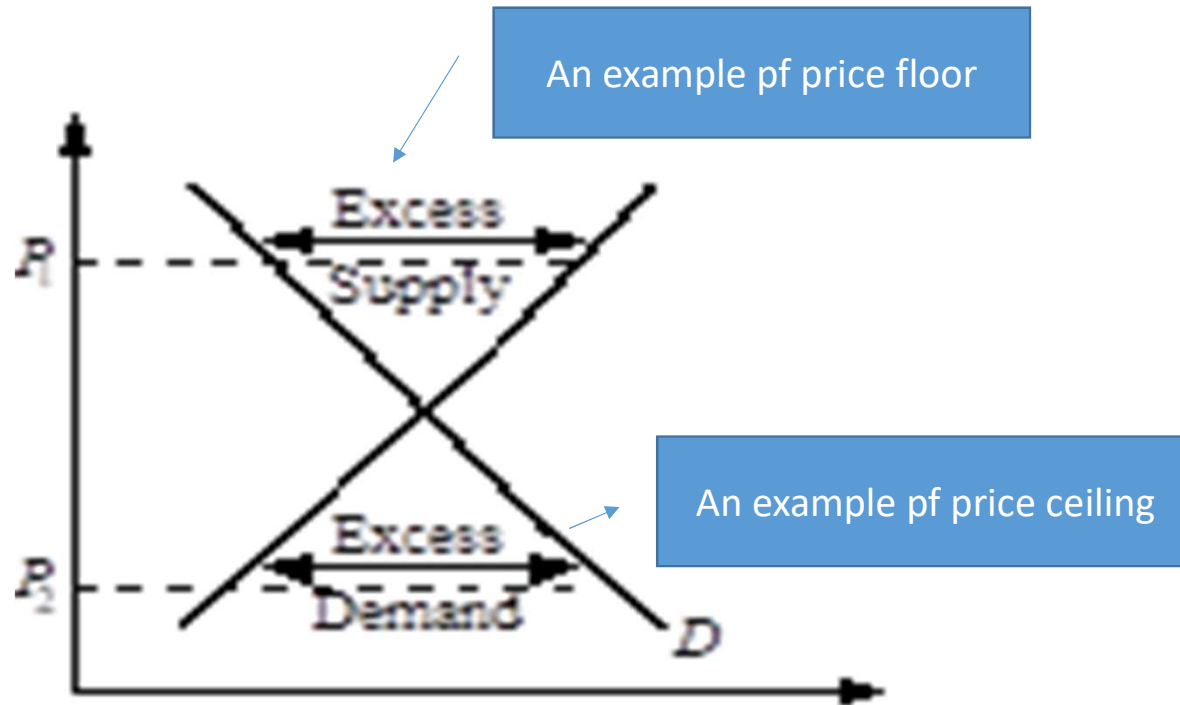 An example pf price floor
Excess
P₁
Supply
An example pf price ceiling
Excess
P₂
Demand
D